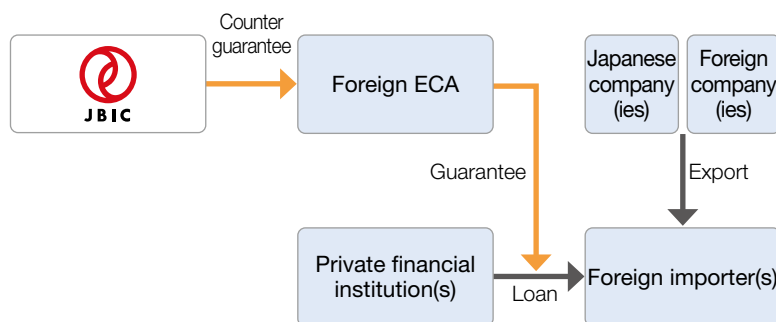 Counter
guarantee
JBIC
Foreign ECA
Japanese
company
(ies)
Foreign
company
(ies)
Guarantee
Export
Private financial
institution(s)
Loan
Foreign importer(s)